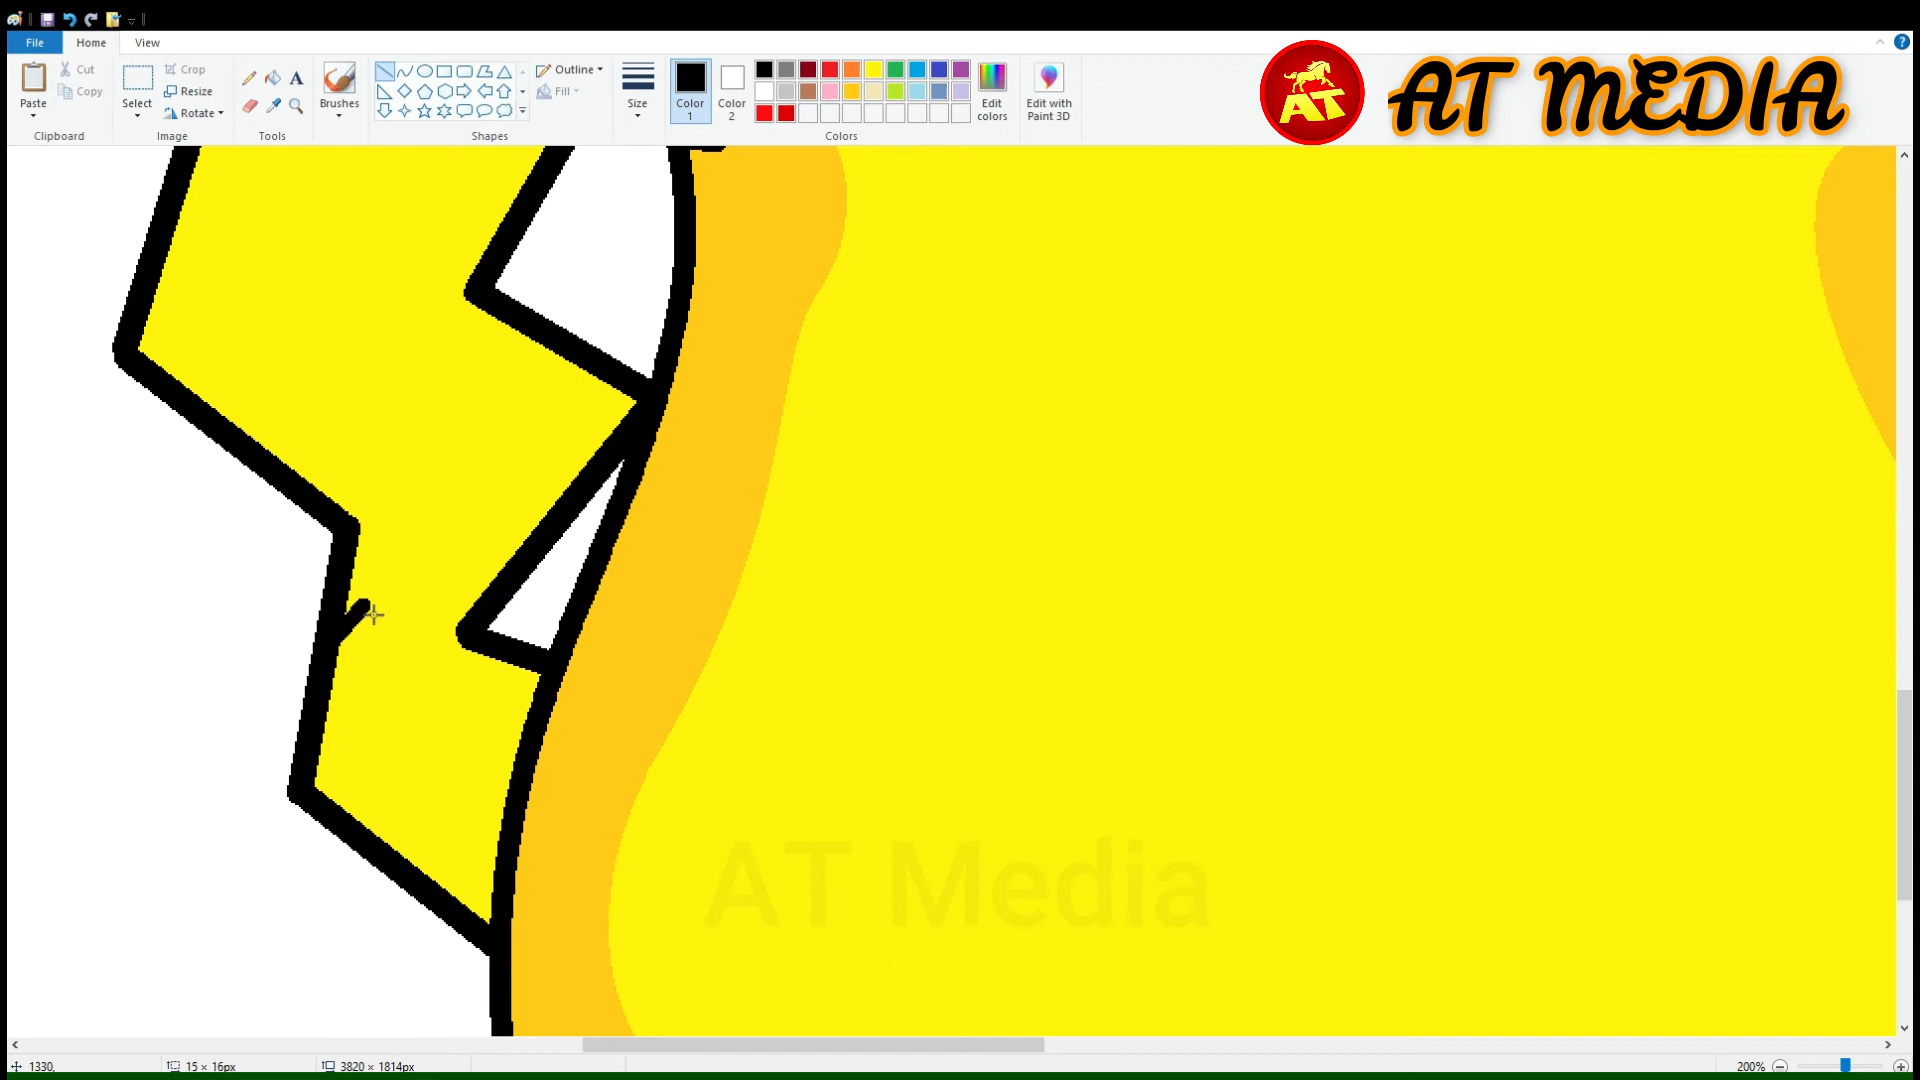 File Home View
AT
AT MEDIA
Paste
Cut
Copy
Clipboard
Select
Crop
Resize
Rotate
Image
A
Tools
Brushes
Outline
Fill
Shapes
Size
Color 1
Color 2
Edit colors
Edit with Paint 3D
Colors
AT Media
1330,
15 × 16px
3820 × 1814px
200%